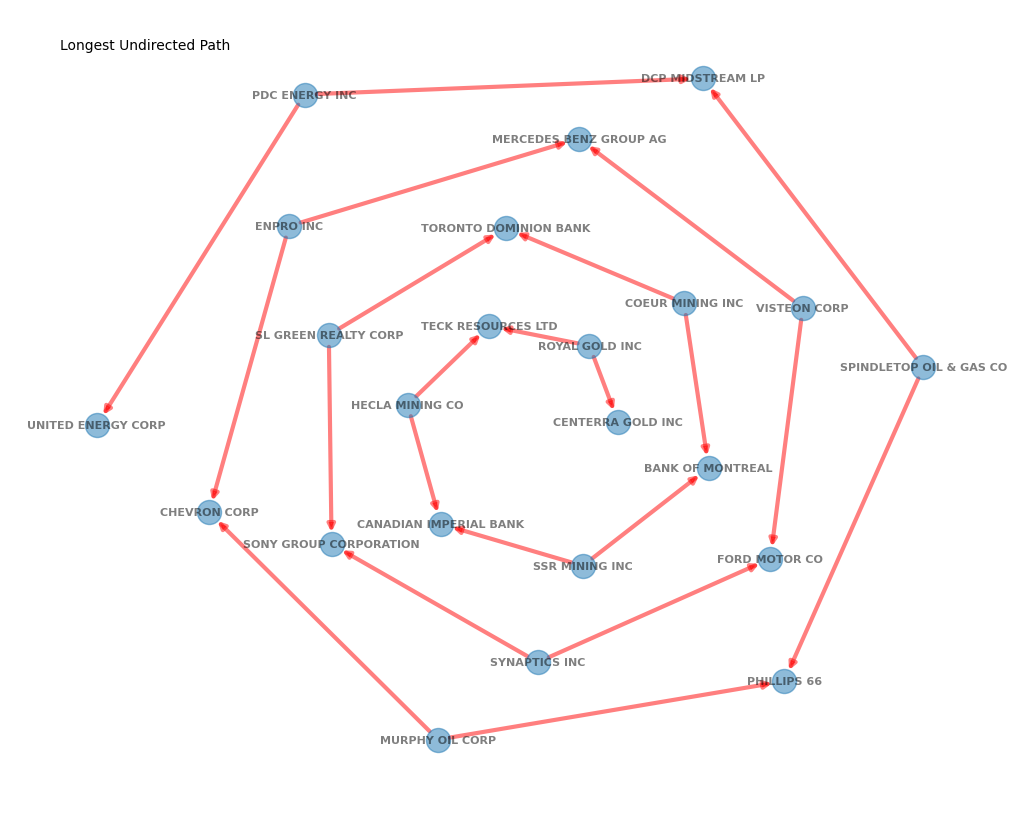 Longest Undirected Path
DCP MIDSTREAM LP
PDC ENERGY INC
MERCEDES BENZ GROUP AG
ENPRO INC
TORONTO DOMINION BANK
COEUR MINING INC
VISTEON CORP
TECK RESOURCES LTD
SL GREEN REALTY CORP
ROYAL GOLD INC
SPINDLETOP OIL & GAS CO
HECLA MINING CO
CENTERRA GOLD INC
UNITED ENERGY CORP
BANK OF MONTREAL
CHEVRON CORP
CANADIAN IMPERIAL BANK
SONY GROUP CORPORATION
FORD MOTOR CO
SSR MINING INC
SYNAPTICS INC
PHILLIPS 66
MURPHY OIL CORP